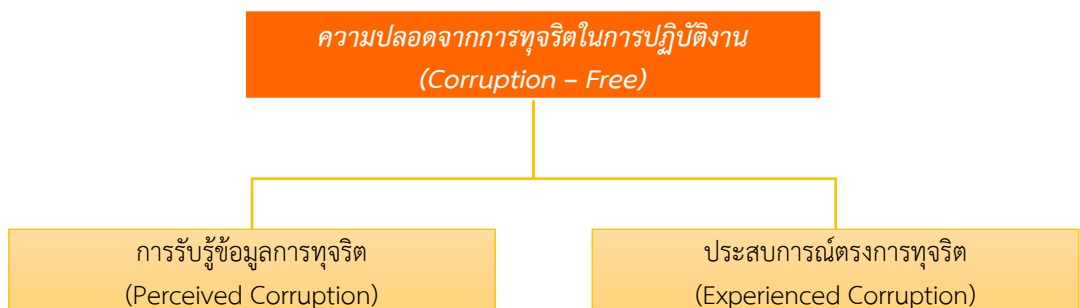 ความปลอดจากการทุจริตในการปฏิบัติงาน
(Corruption – Free)
การรับรู้ข้อมูลการทุจริต
(Perceived Corruption)
ประสบการณ์ตรงการทุจริต
(Experienced Corruption)